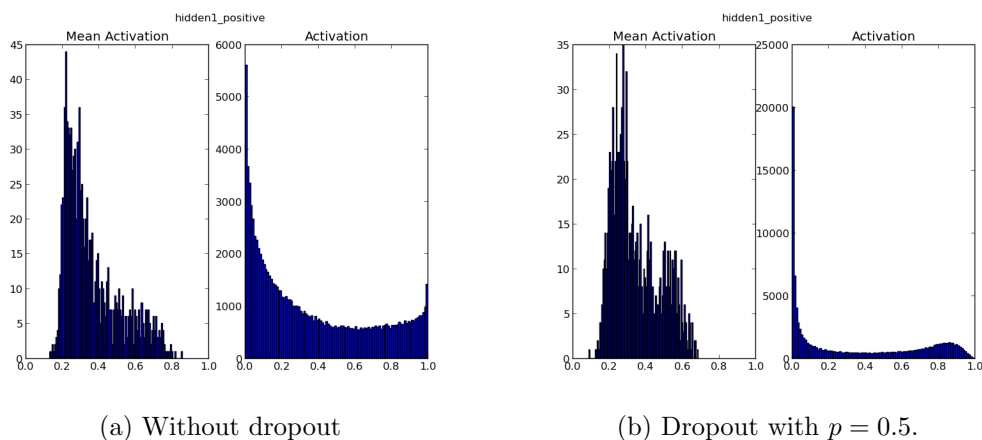 hidden1_positive
Mean Activation
Activation
45
40
35
30
25
20
15
10
5
0
0.0 0.2 0.4 0.6 0.8 1.0
6000
5000
4000
3000
2000
1000
0
0.0 0.2 0.4 0.6 0.8 1.0
(a) Without dropout
hidden1_positive
Mean Activation
Activation
35
30
25
20
15
10
5
0
0.0 0.2 0.4 0.6 0.8 1.0
25000
20000
15000
10000
5000
0
0.0 0.2 0.4 0.6 0.8 1.0
(b) Dropout with p = 0.5.